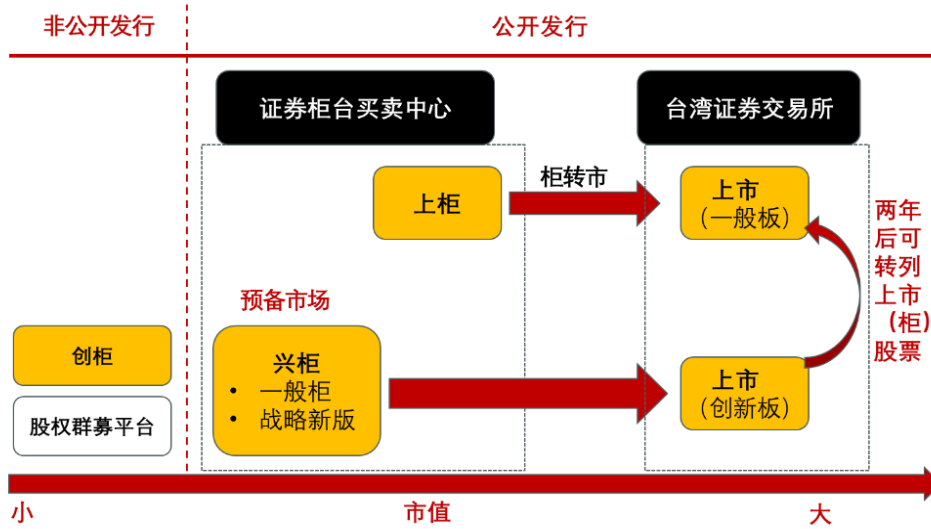 非公开发行
公开发行
证券柜台买卖中心
台湾证券交易所
上柜
柜转市
上市
（一般板）
两年
后可
转列
上市
（柜）
股票
预备市场
创柜
股权群募平台
兴柜
• 一般柜
• 战略新版
上市
（创新板）
小
市值
大